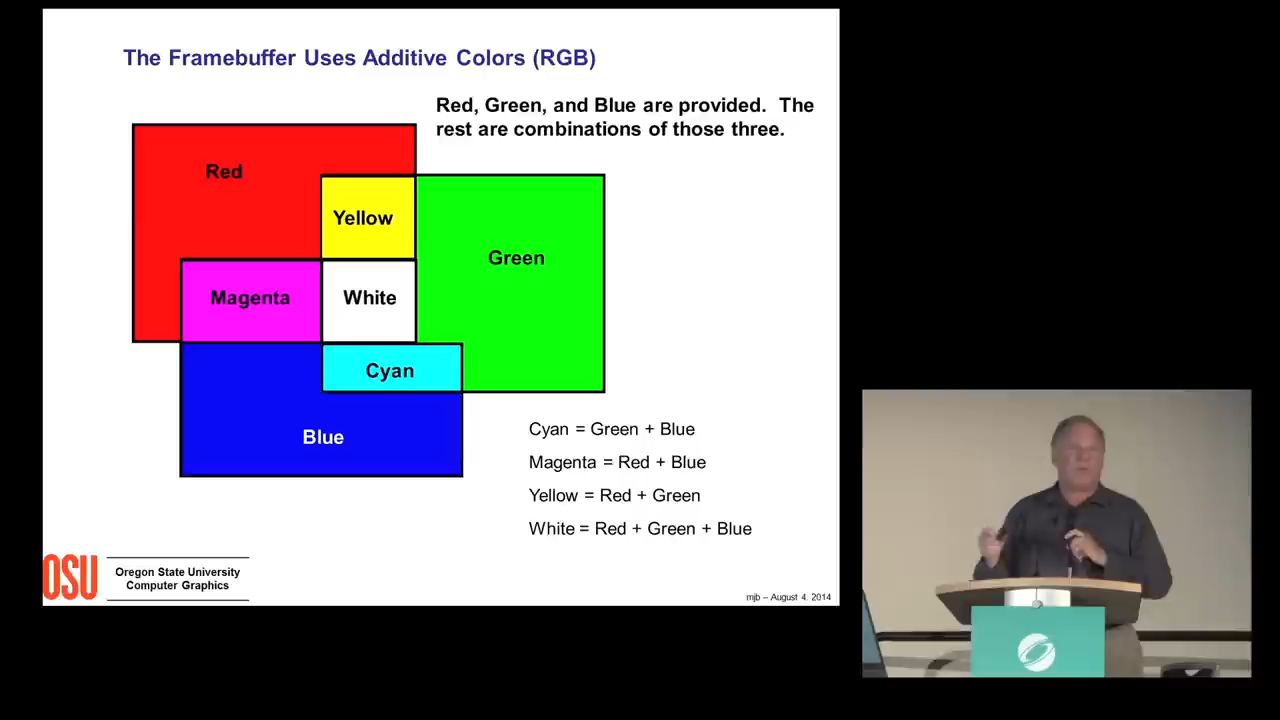 The Framebuffer Uses Additive Colors (RGB)
Red, Green, and Blue are provided. The
rest are combinations of those three.
Red
Yellow
Green
Magenta
White
Cyan
Blue
Cyan = Green + Blue
Magenta = Red + Blue
Yellow = Red + Green
White = Red + Green + Blue
OSU
Oregon State University
Computer Graphics
mjb – August 4, 2014